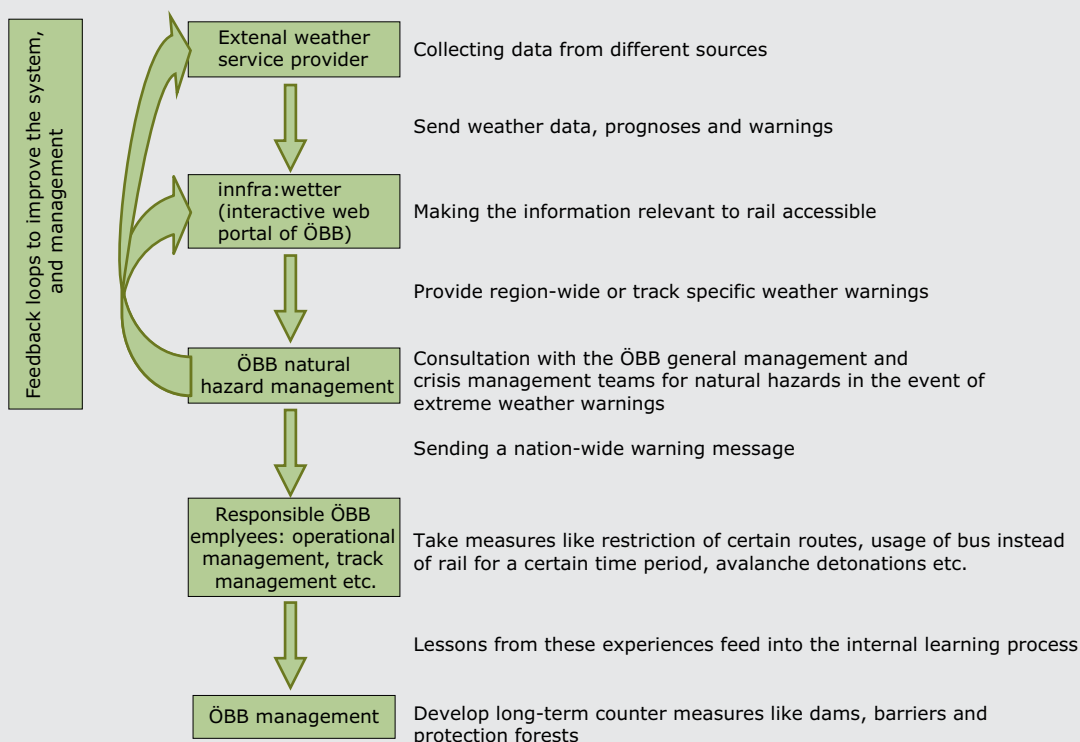 Feedback loops to improve the system,
and management
Extenal weather
service provider
Collecting data from different sources
Send weather data, prognoses and warnings
innfra:wetter
(interactive web
portal of ÖBB)
Making the information relevant to rail accessible
Provide region-wide or track specific weather warnings
ÖBB natural
hazard management
Consultation with the ÖBB general management and
crisis management teams for natural hazards in the event of
extreme weather warnings
Sending a nation-wide warning message
Responsible ÖBB
emplyees: operational
management, track
management etc.
Take measures like restriction of certain routes, usage of bus instead
of rail for a certain time period, avalanche detonations etc.
Lessons from these experiences feed into the internal learning process
ÖBB management
Develop long-term counter measures like dams, barriers and
protection forests